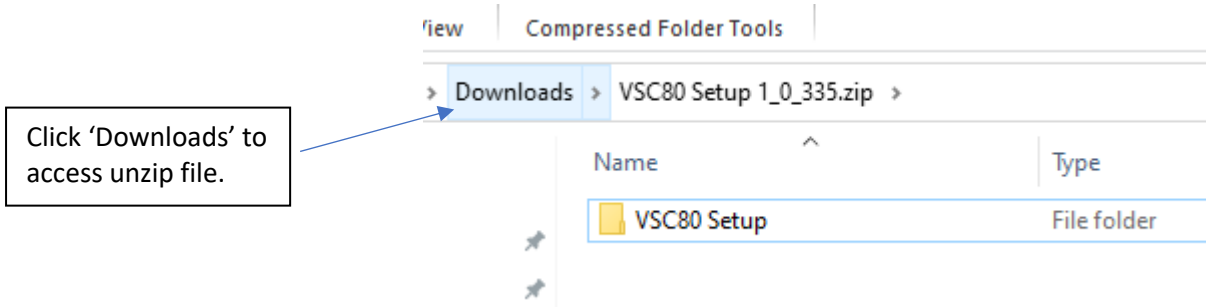 View Compressed Folder Tools
> Downloads > VSC80 Setup 1_0_335.zip >
Click ‘Downloads’ to
access unzip file.
Name Type
VSC80 Setup File folder